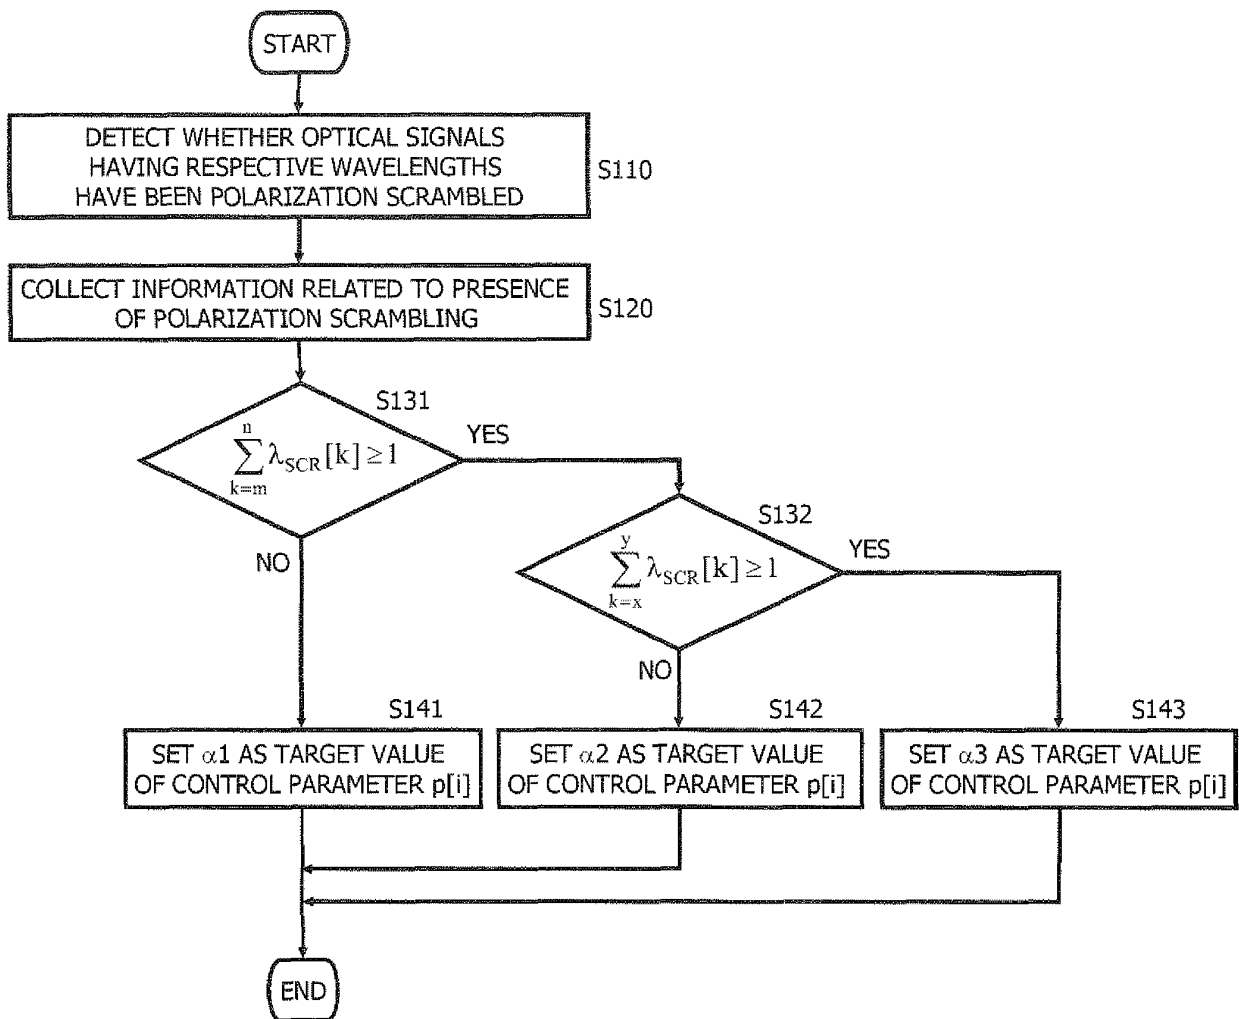 START
DETECT WHETHER OPTICAL SIGNALS
HAVING RESPECTIVE WAVELENGTHS
HAVE BEEN POLARIZATION SCRAMBLED
S110
COLLECT INFORMATION RELATED TO PRESENCE
OF POLARIZATION SCRAMBLING
S120
S131
n
∑ λSCR[k] ≥ 1
k=m
YES
NO
S132
y
∑ λSCR[k] ≥ 1
k=x
YES
NO
S141
SET α1 AS TARGET VALUE
OF CONTROL PARAMETER p[i]
S142
SET α2 AS TARGET VALUE
OF CONTROL PARAMETER p[i]
S143
SET α3 AS TARGET VALUE
OF CONTROL PARAMETER p[i]
END